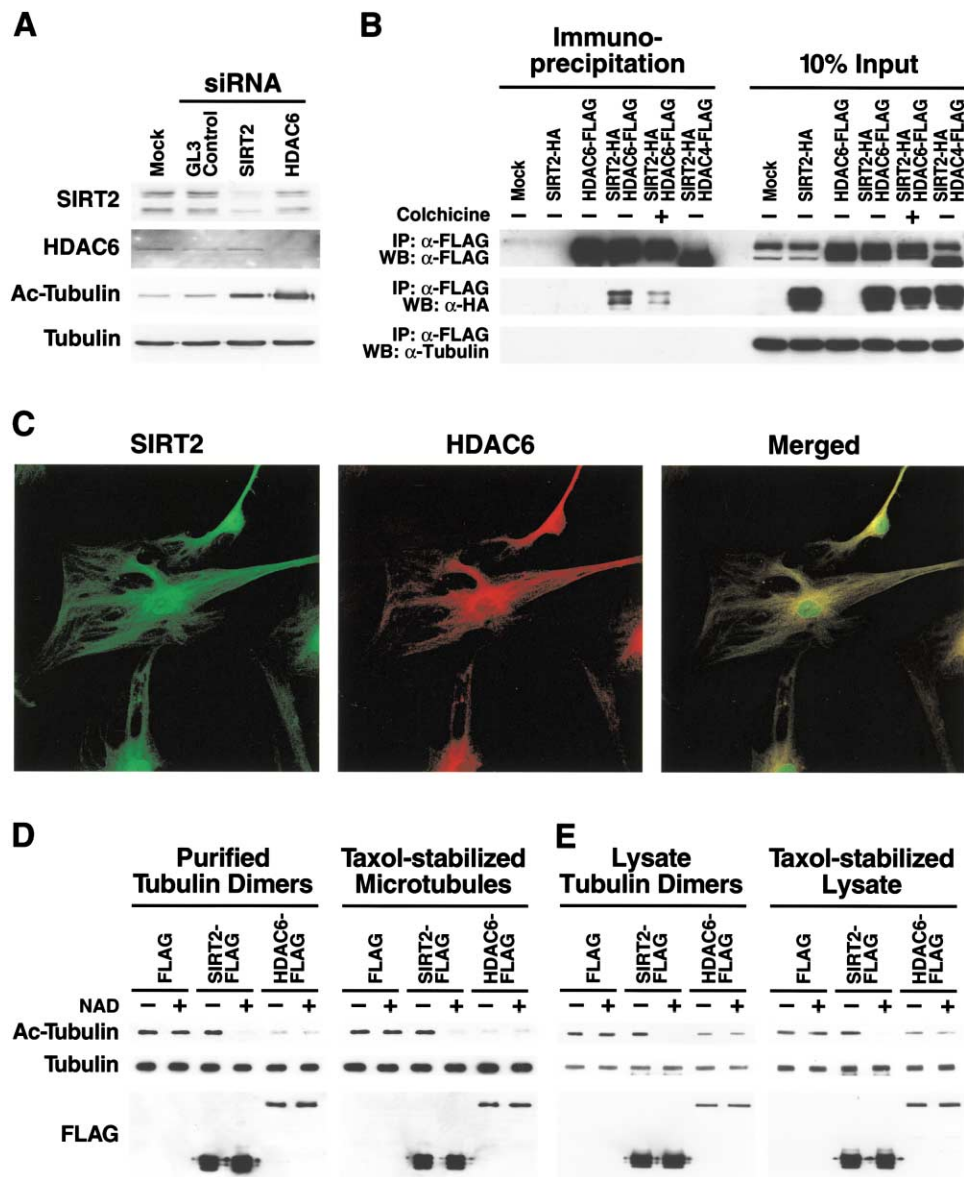 A
siRNA
Mock
GL3 Control
SIRT2
HDAC6
SIRT2
HDAC6
Ac-Tubulin
Tubulin
B
Immuno-
precipitation
10% Input
Mock
SIRT2-HA
HDAC6-FLAG
SIRT2-HA HDAC6-FLAG
SIRT2-HA HDAC6-FLAG
SIRT2-HA HDAC4-FLAG
Mock
SIRT2-HA
HDAC6-FLAG
SIRT2-HA HDAC6-FLAG
SIRT2-HA HDAC6-FLAG
SIRT2-HA HDAC4-FLAG
Colchicine − − − − + − − − − − + −
IP: α-FLAG
WB: α-FLAG
IP: α-FLAG
WB: α-HA
IP: α-FLAG
WB: α-Tubulin
C
SIRT2 HDAC6 Merged
D
Purified
Tubulin Dimers
Taxol-stabilized
Microtubules
FLAG
SIRT2-FLAG
HDAC6-FLAG
FLAG
SIRT2-FLAG
HDAC6-FLAG
NAD − + − + − + − + − + − +
Ac-Tubulin
Tubulin
FLAG
E
Lysate
Tubulin Dimers
Taxol-stabilized
Lysate
FLAG
SIRT2-FLAG
HDAC6-FLAG
FLAG
SIRT2-FLAG
HDAC6-FLAG
− + − + − + − + − + − +